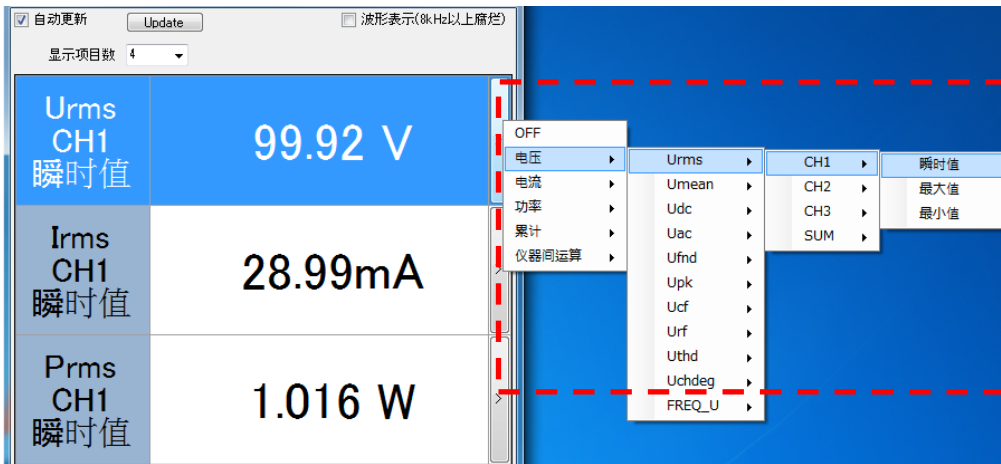 自动更新 Update 波形表示(8kHz以上腐烂)
显示项目数 4
Urms
CH1
瞬时值
99.92 V
Irms
CH1
瞬时值
28.99mA
>
Prms
CH1
瞬时值
1.016 W
>
OFF
电压
电流
功率
累计
仪器间运算
Urms
Umean
Udc
Uac
Ufnd
Upk
Ucf
Urf
Uthd
Uchdeg
FREQ_U
CH1
CH2
CH3
SUM
瞬时值
最大值
最小值